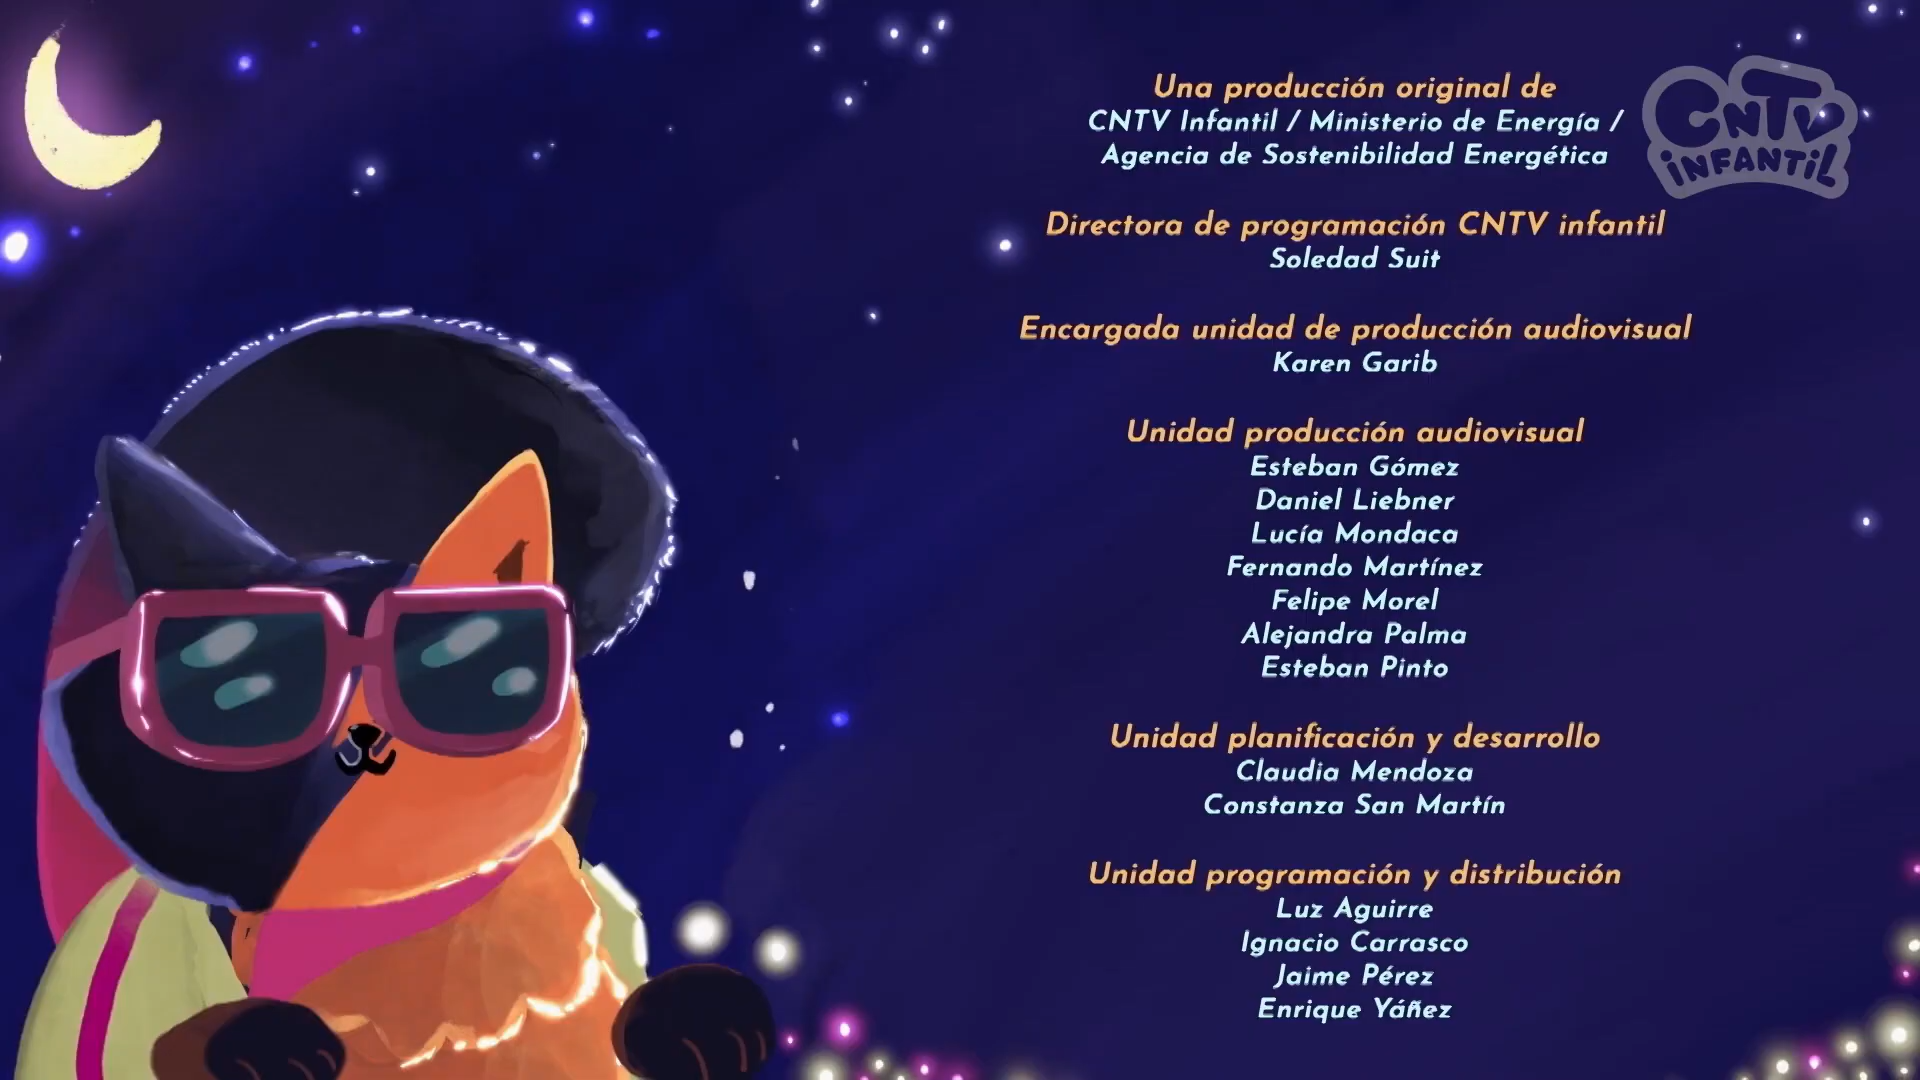 Una producción original de
CNTV Infantil / Ministerio de Energía /
Agencia de Sostenibilidad Energética
CNTV
iNFANTiL
Directora de programación CNTV infantil
Soledad Suit
Encargada unidad de producción audiovisual
Karen Garib
Unidad producción audiovisual
Esteban Gómez
Daniel Liebner
Lucía Mondaca
Fernando Martínez
Felipe Morel
Alejandra Palma
Esteban Pinto
Unidad planificación y desarrollo
Claudia Mendoza
Constanza San Martín
Unidad programación y distribución
Luz Aguirre
Ignacio Carrasco
Jaime Pérez
Enrique Yáñez